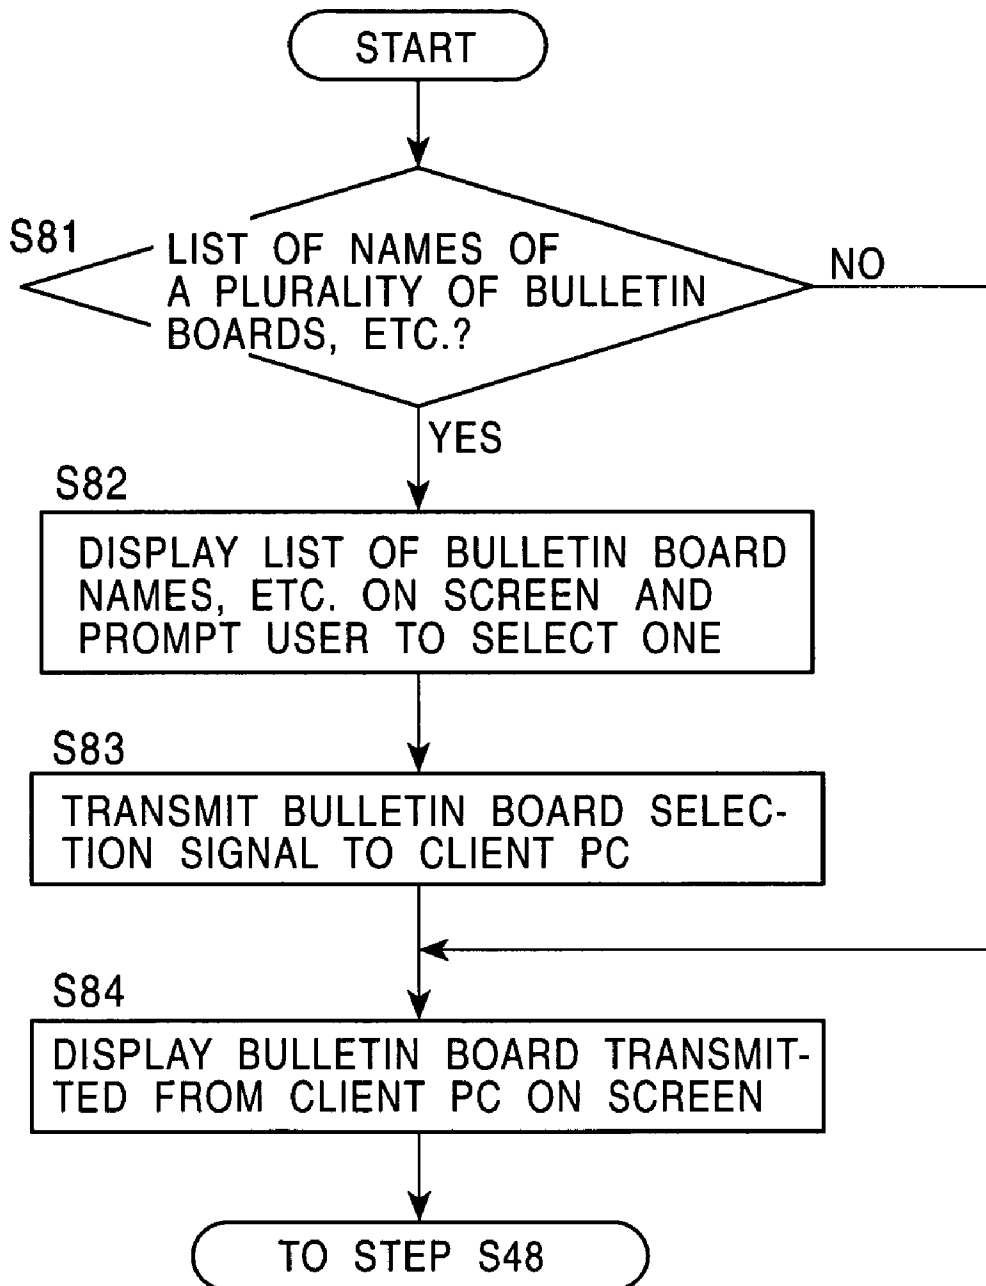 START
S81
LIST OF NAMES OF
A PLURALITY OF BULLETIN
BOARDS, ETC.?
NO
YES
S82
DISPLAY LIST OF BULLETIN BOARD
NAMES, ETC. ON SCREEN AND
PROMPT USER TO SELECT ONE
S83
TRANSMIT BULLETIN BOARD SELEC-
TION SIGNAL TO CLIENT PC
S84
DISPLAY BULLETIN BOARD TRANSMIT-
TED FROM CLIENT PC ON SCREEN
TO STEP S48